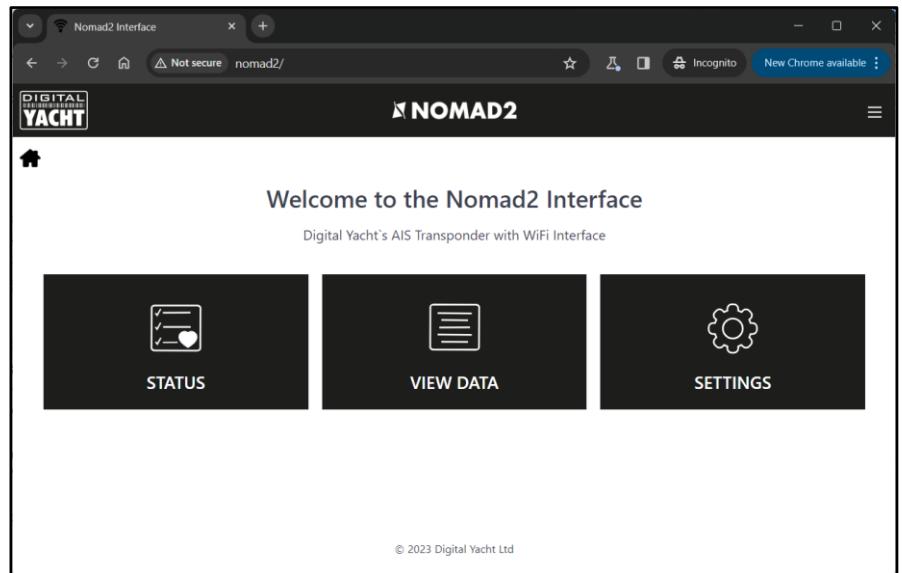 Nomad2 Interface
Not secure nomad2/ Incognito New Chrome available
DIGITAL
YACHT
NOMAD2
Welcome to the Nomad2 Interface
Digital Yacht`s AIS Transponder with WiFi Interface
STATUS VIEW DATA SETTINGS
© 2023 Digital Yacht Ltd